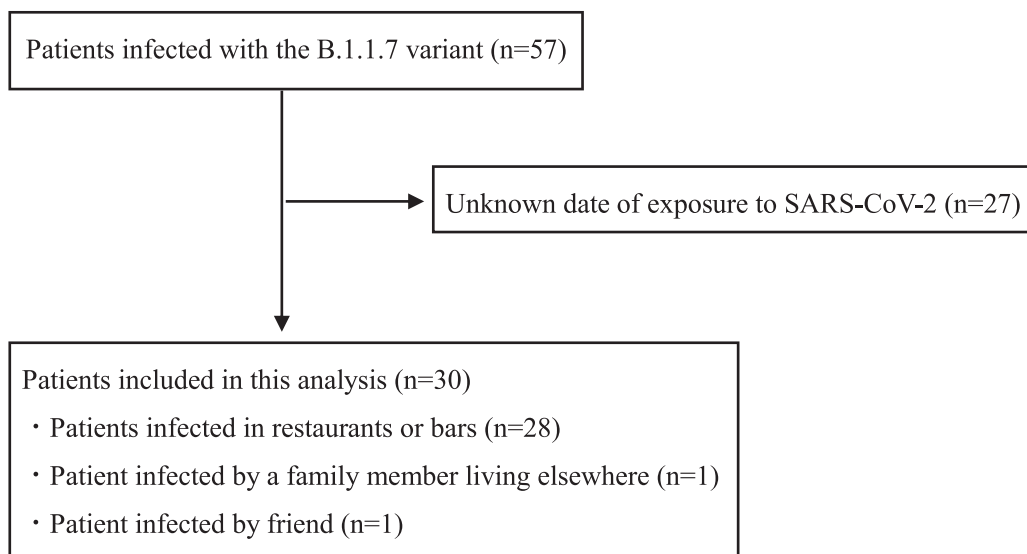 Patients infected with the B.1.1.7 variant (n=57)
Unknown date of exposure to SARS-CoV-2 (n=27)
Patients included in this analysis (n=30)
・Patients infected in restaurants or bars (n=28)
・Patient infected by a family member living elsewhere (n=1)
・Patient infected by friend (n=1)